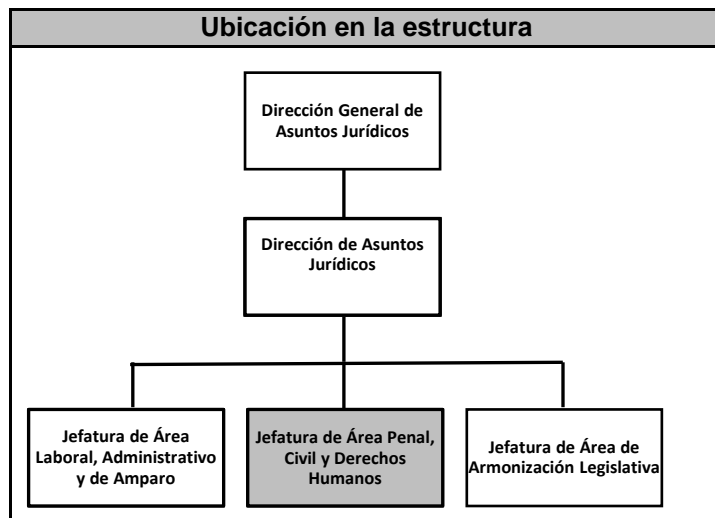 Ubicación en la estructura
Dirección General de
Asuntos Jurídicos
Dirección de Asuntos
Jurídicos
Jefatura de Área
Laboral, Administrativo
y de Amparo
Jefatura de Área Penal,
Civil y Derechos
Humanos
Jefatura de Área de
Armonización Legislativa